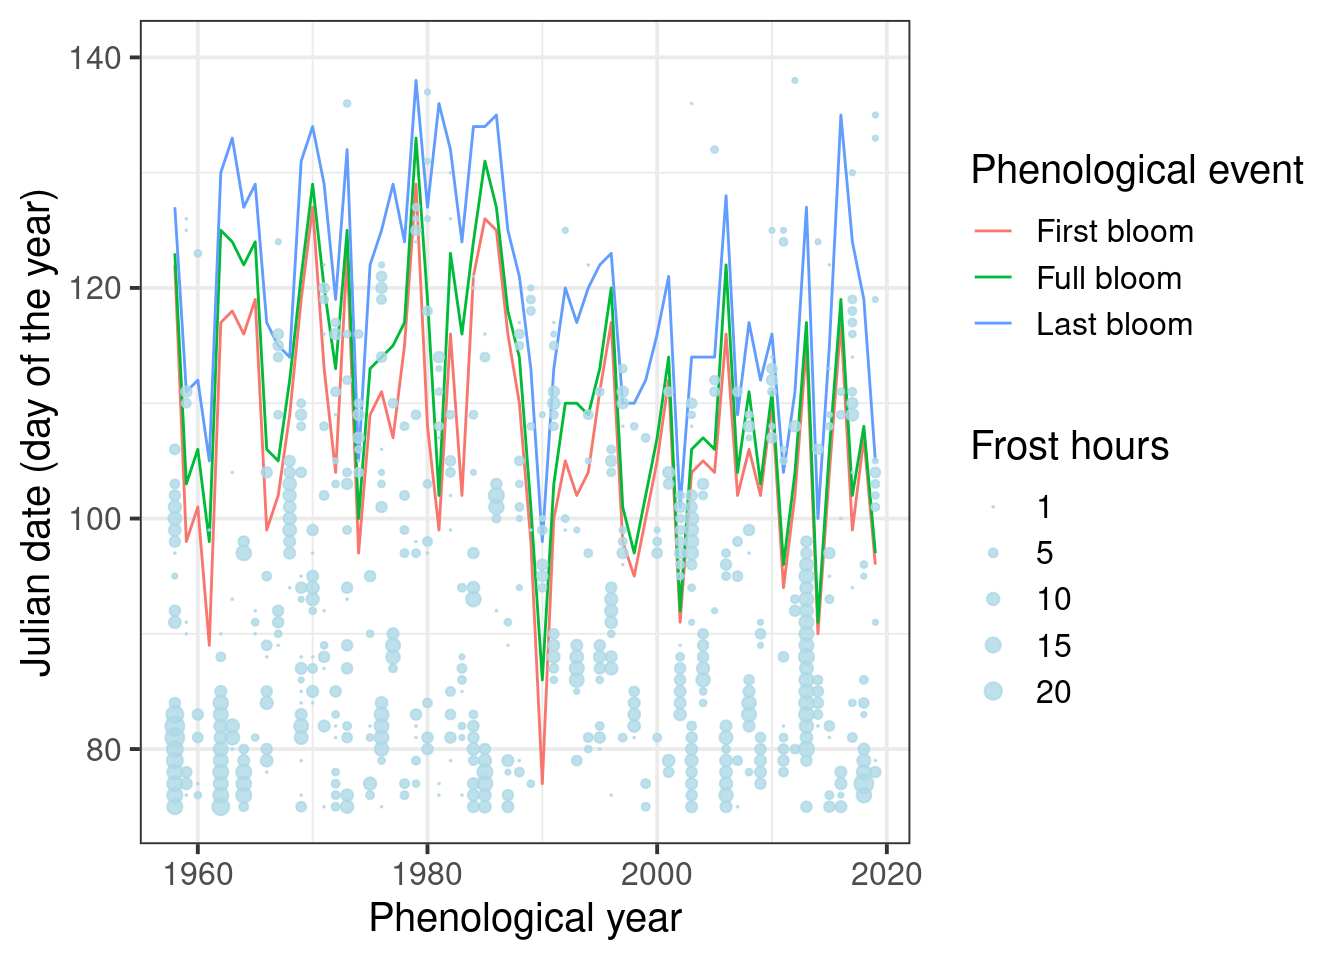 140
120
100
80
Julian date (day of the year)
1960 1980 2000 2020
Phenological year
Phenological event
First bloom
Full bloom
Last bloom
Frost hours
1
5
10
15
20